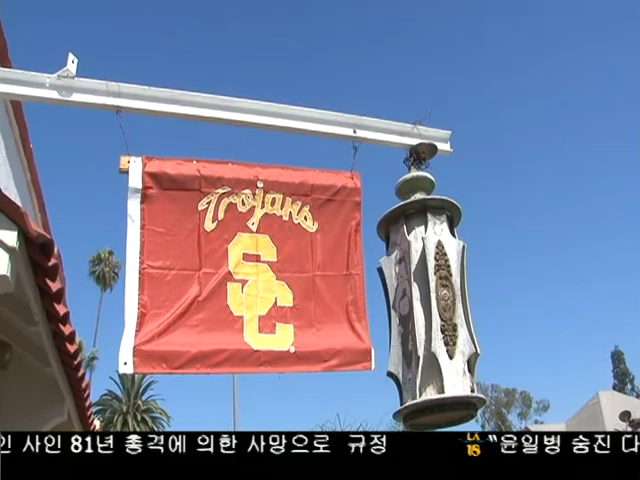 Trojans
SC
인 사인 81년 총격에 의한 사망으로 규정
LA 18 "윤일병 숨진 다